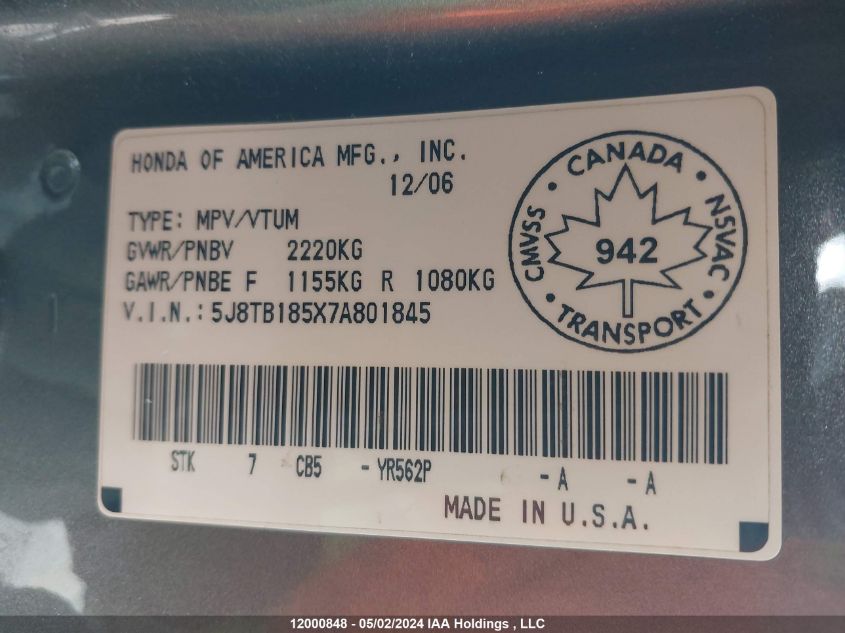 HONDA OF AMERICA MFG., INC.
12/06
TYPE: MPV/VTUM
GVWR/PNBV 2220KG
GAWR/PNBE F 1155KG R 1080KG
V.I.N.: 5J8TB185X7A801845
CANADA
CMVSS
NSVAC
942
TRANSPORT
STK 7 CB5 -YR562P -A -A
MADE IN U.S.A.
12000848 - 05/02/2024 IAA Holdings , LLC